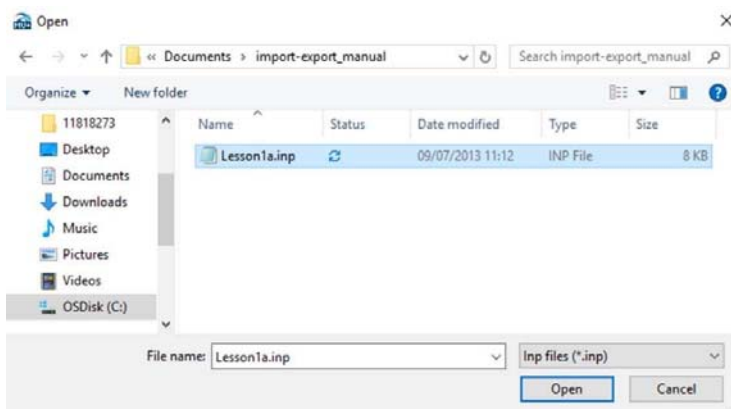 Open
« Documents › import-export_manual
Search import-export_manual
Organize
New folder
Name Status Date modified Type Size
Lesson1a.inp 09/07/2013 11:12 INP File 8 KB
11818273
Desktop
Documents
Downloads
Music
Pictures
Videos
OSDisk (C:)
File name: Lesson1a.inp
Inp files (*.inp)
Open Cancel